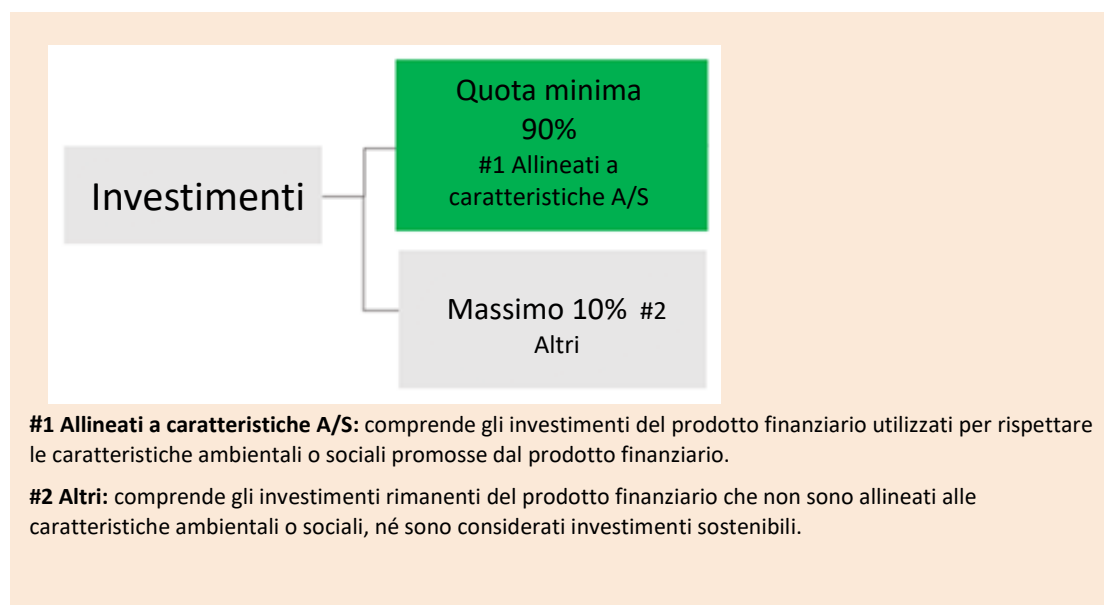 Quota minima
90%
#1 Allineati a
caratteristiche A/S
Investimenti
Massimo 10% #2
Altri
#1 Allineati a caratteristiche A/S: comprende gli investimenti del prodotto finanziario utilizzati per rispettare
le caratteristiche ambientali o sociali promosse dal prodotto finanziario.
#2 Altri: comprende gli investimenti rimanenti del prodotto finanziario che non sono allineati alle
caratteristiche ambientali o sociali, né sono considerati investimenti sostenibili.